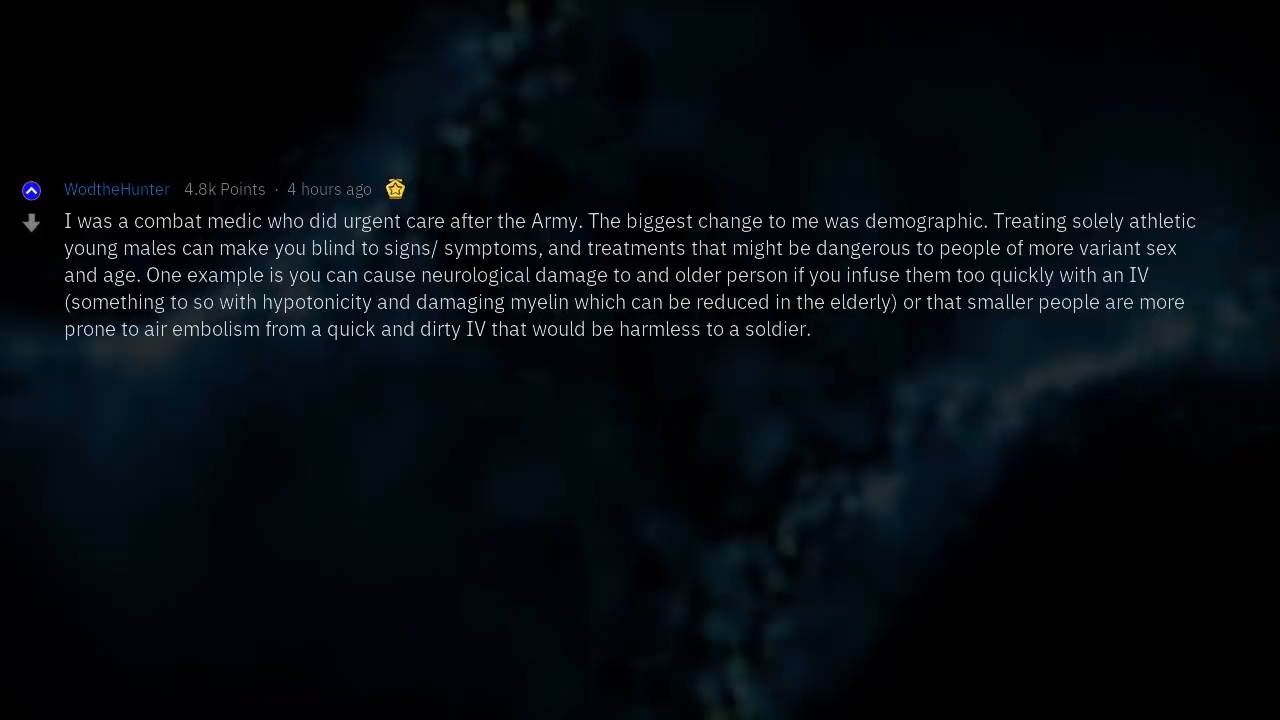 WodtheHunter 4.8k Points · 4 hours ago
I was a combat medic who did urgent care after the Army. The biggest change to me was demographic. Treating solely athletic
young males can make you blind to signs/ symptoms, and treatments that might be dangerous to people of more variant sex
and age. One example is you can cause neurological damage to and older person if you infuse them too quickly with an IV
(something to so with hypotonicity and damaging myelin which can be reduced in the elderly) or that smaller people are more
prone to air embolism from a quick and dirty IV that would be harmless to a soldier.